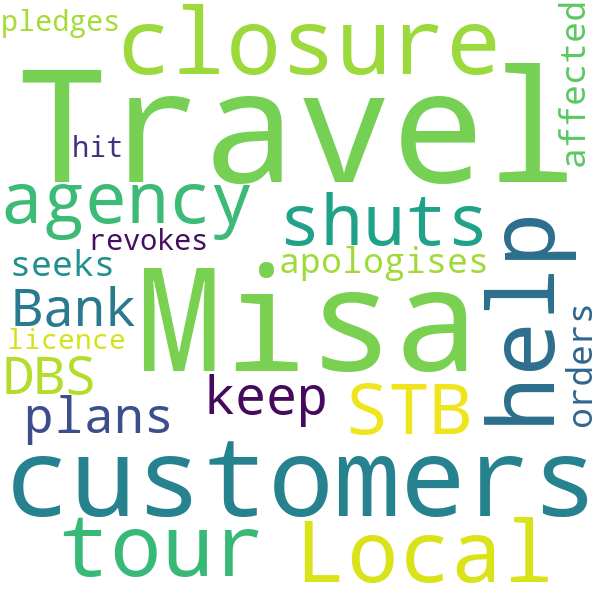 pledges
closure
affected
Travel
hit
agency
shuts
revokes
help
seeks
apologises
Misa
Bank
licence
orders
DBS
keep
STB
plans
customers
tour
Local